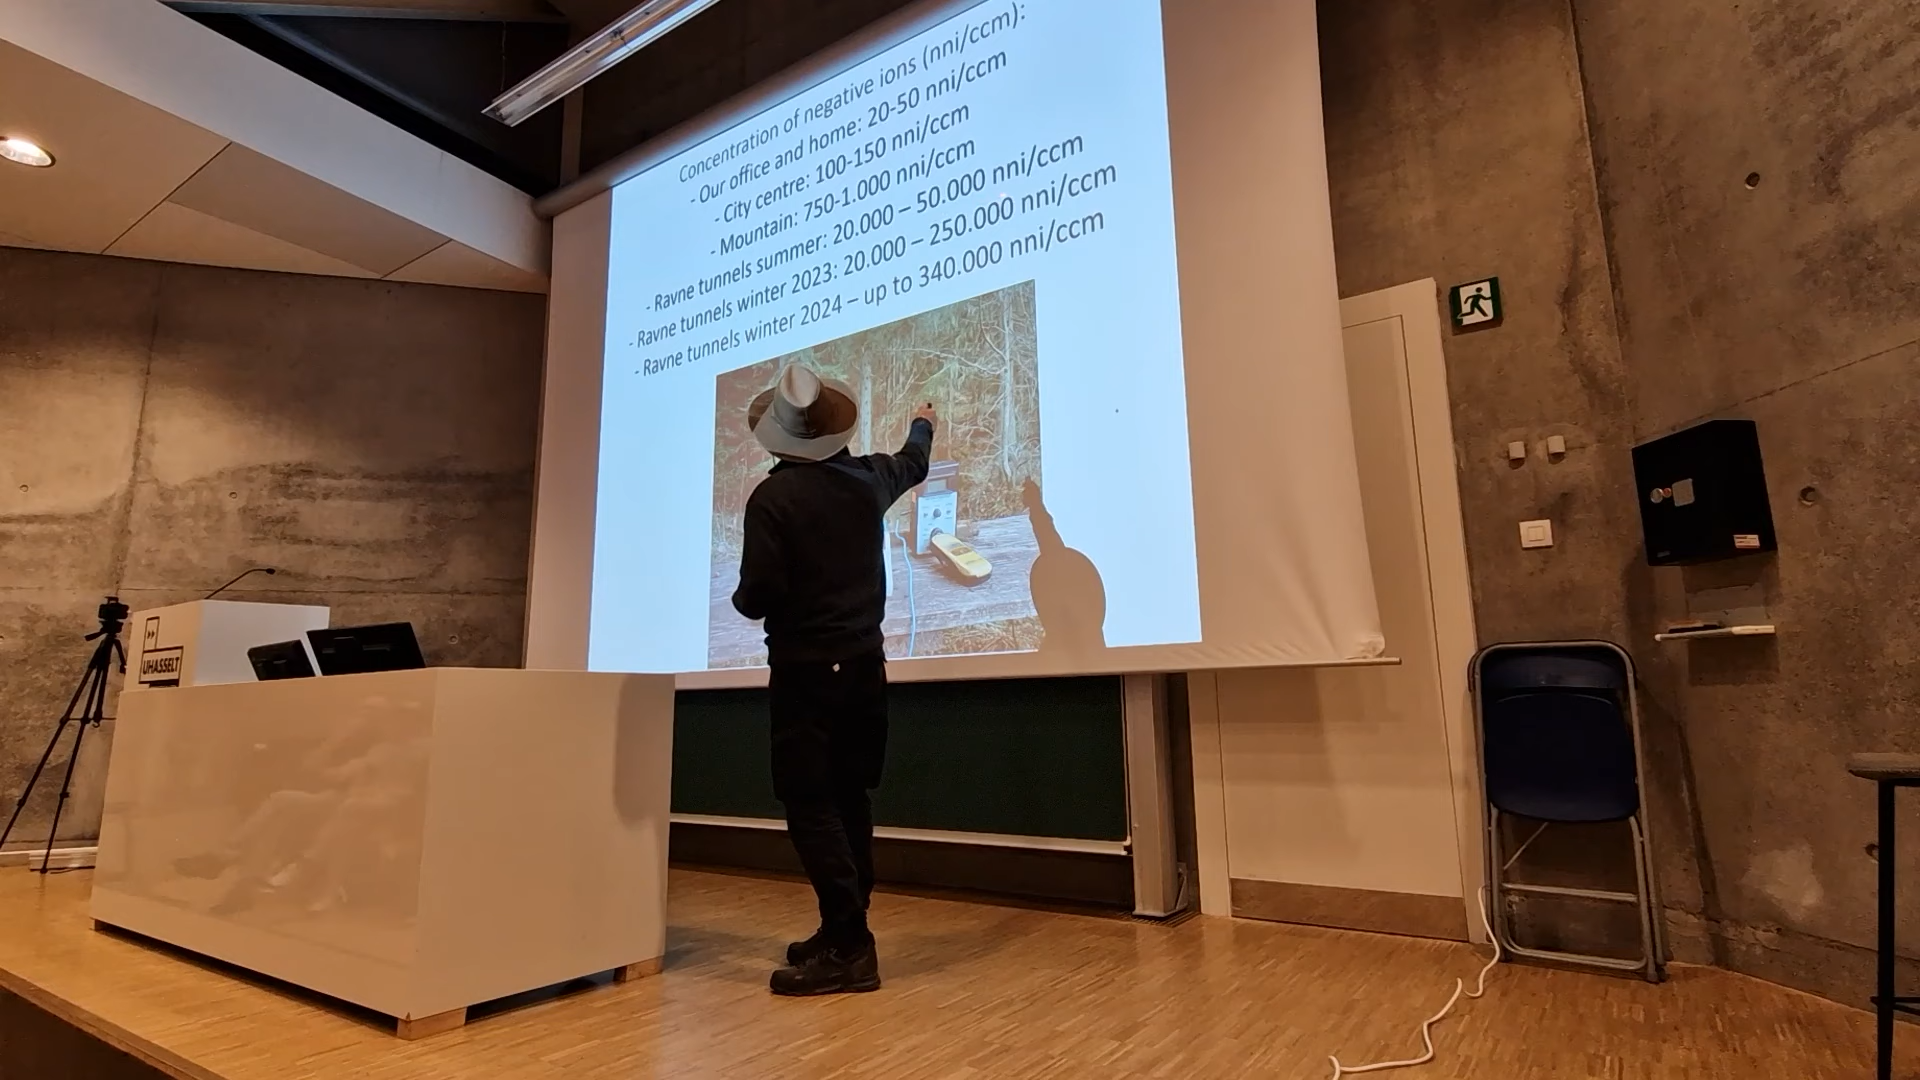 Concentration of negative ions (nni/ccm):
- Our office and home: 20-50 nni/ccm
- City centre: 100-150 nni/ccm
- Mountain: 750-1.000 nni/ccm
- Ravne tunnels summer: 20.000 – 50.000 nni/ccm
- Ravne tunnels winter 2023: 20.000 – 250.000 nni/ccm
- Ravne tunnels winter 2024 – up to 340.000 nni/ccm
UHASSELT